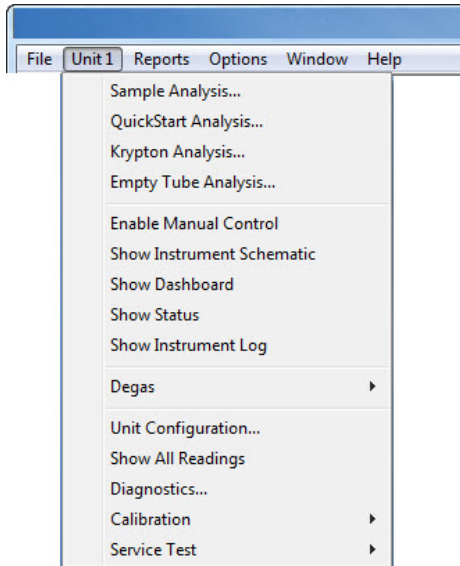 File Unit 1 Reports Options Window Help
Sample Analysis...
QuickStart Analysis...
Krypton Analysis...
Empty Tube Analysis...
Enable Manual Control
Show Instrument Schematic
Show Dashboard
Show Status
Show Instrument Log
Degas
Unit Configuration...
Show All Readings
Diagnostics...
Calibration
Service Test